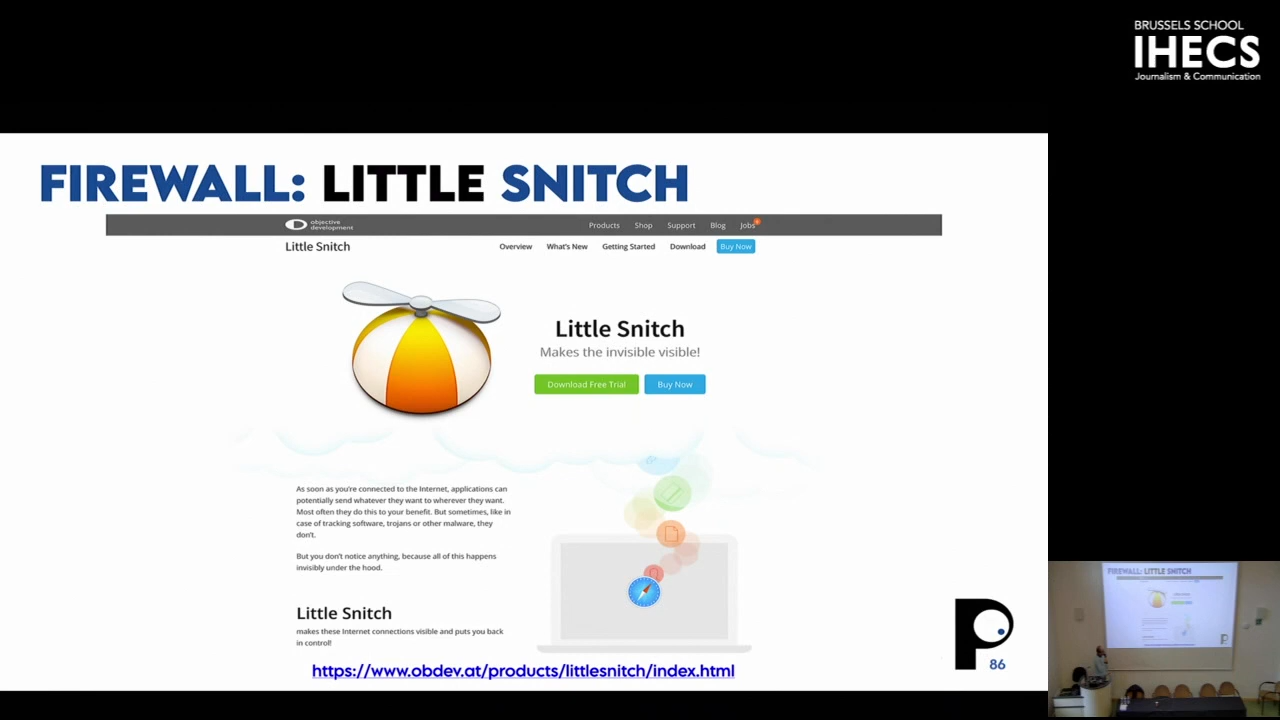 BRUSSELS SCHOOL
IHECS
Journalism & Communication
FIREWALL: LITTLE SNITCH
objective
development
Products Shop Support Blog Jobs
Little Snitch
Overview What's New Getting Started Download Buy Now
Little Snitch
Makes the invisible visible!
Download Free Trial Buy Now
As soon as you're connected to the Internet, applications can
potentially send whatever they want to wherever they want.
Most often they do this to your benefit. But sometimes, like in
case of tracking software, trojans or other malware, they
don't.
But you don't notice anything, because all of this happens
invisibly under the hood.
Little Snitch
makes these Internet connections visible and puts you back
in control!
https://www.obdev.at/products/littlesnitch/index.html
P
86
FIREWALL: LITTLE SNITCH